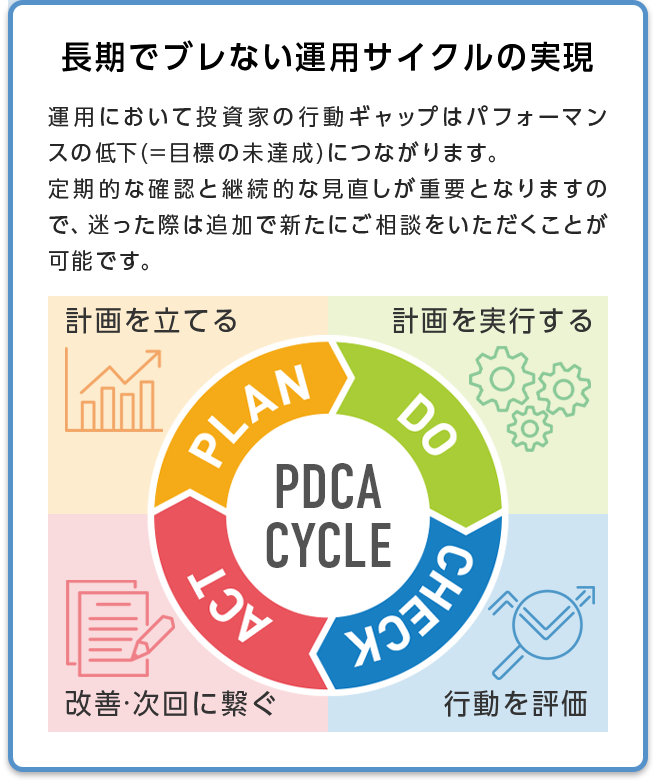 長期でブレない運用サイクルの実現
運用において投資家の行動ギャップはパフォーマン
スの低下(=目標の未達成)につながります。
定期的な確認と継続的な見直しが重要となりますの
で、迷った際は追加で新たにご相談をいただくことが
可能です。
計画を立てる
計画を実行する
PLAN
DO
PDCA
CYCLE
ACT
CHECK
改善·次回に繋ぐ
行動を評価